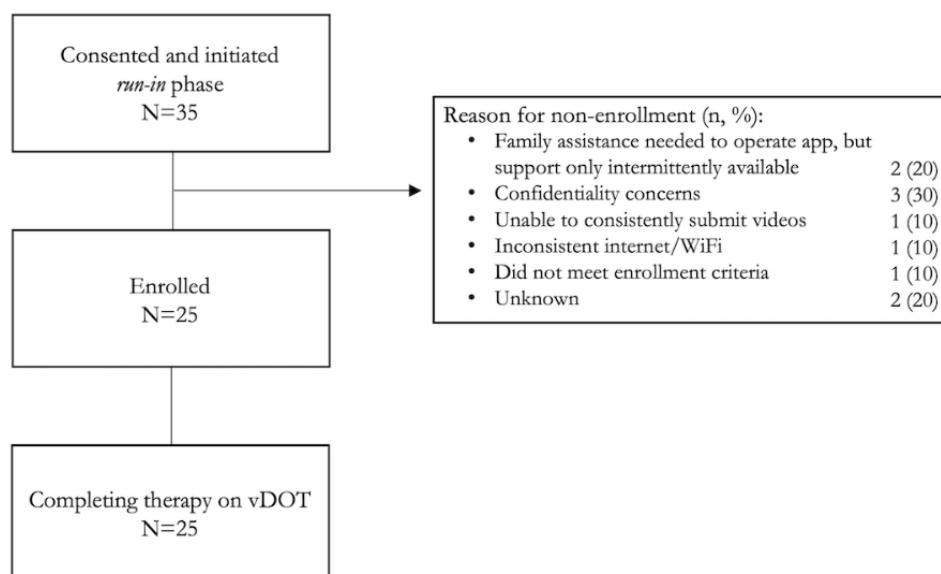 Consented and initiated
run-in phase
N=35
Reason for non-enrollment (n, %):
• Family assistance needed to operate app, but
support only intermittently available 2 (20)
• Confidentiality concerns 3 (30)
• Unable to consistently submit videos 1 (10)
• Inconsistent internet/WiFi 1 (10)
• Did not meet enrollment criteria 1 (10)
• Unknown 2 (20)
Enrolled
N=25
Completing therapy on vDOT
N=25